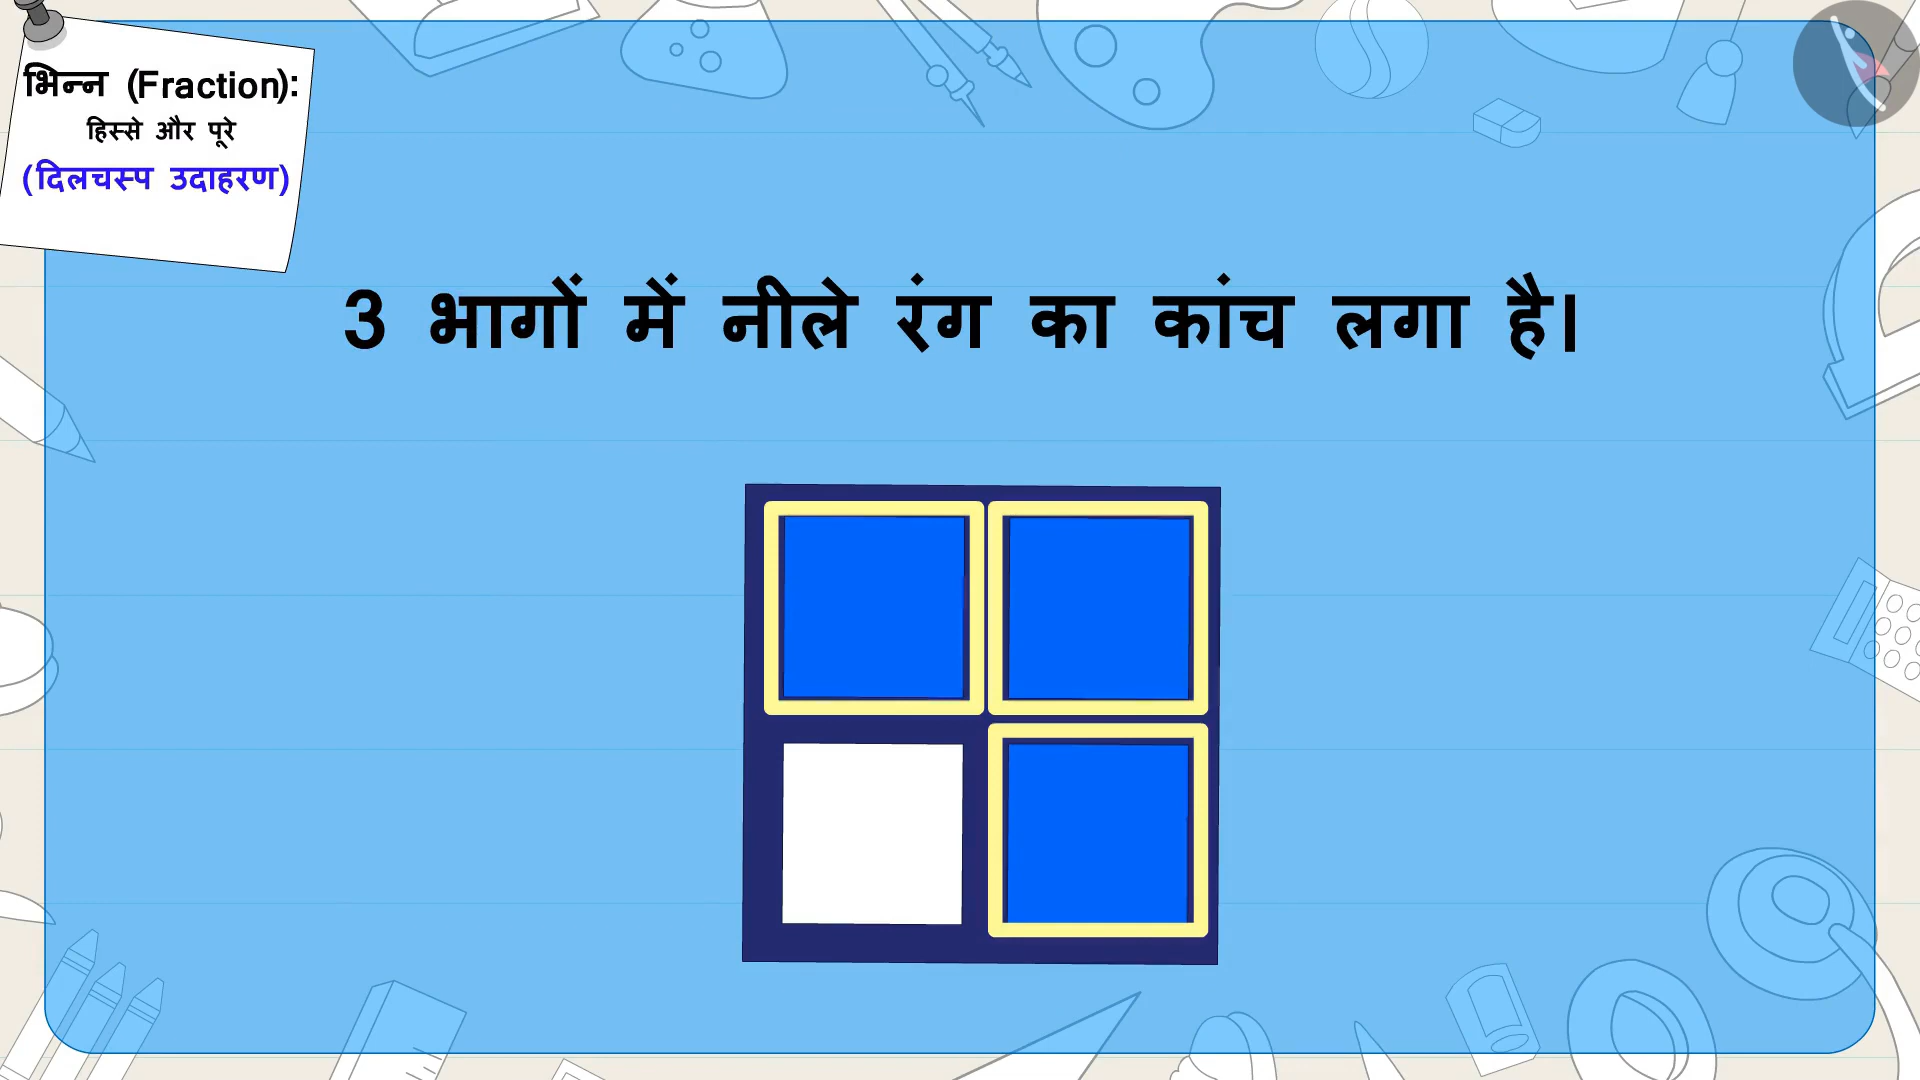 भिन्न (Fraction):
हिस्से और पूरे
(दिलचस्प उदाहरण)
3 भागों में नीले रंग का कांच लगा है।